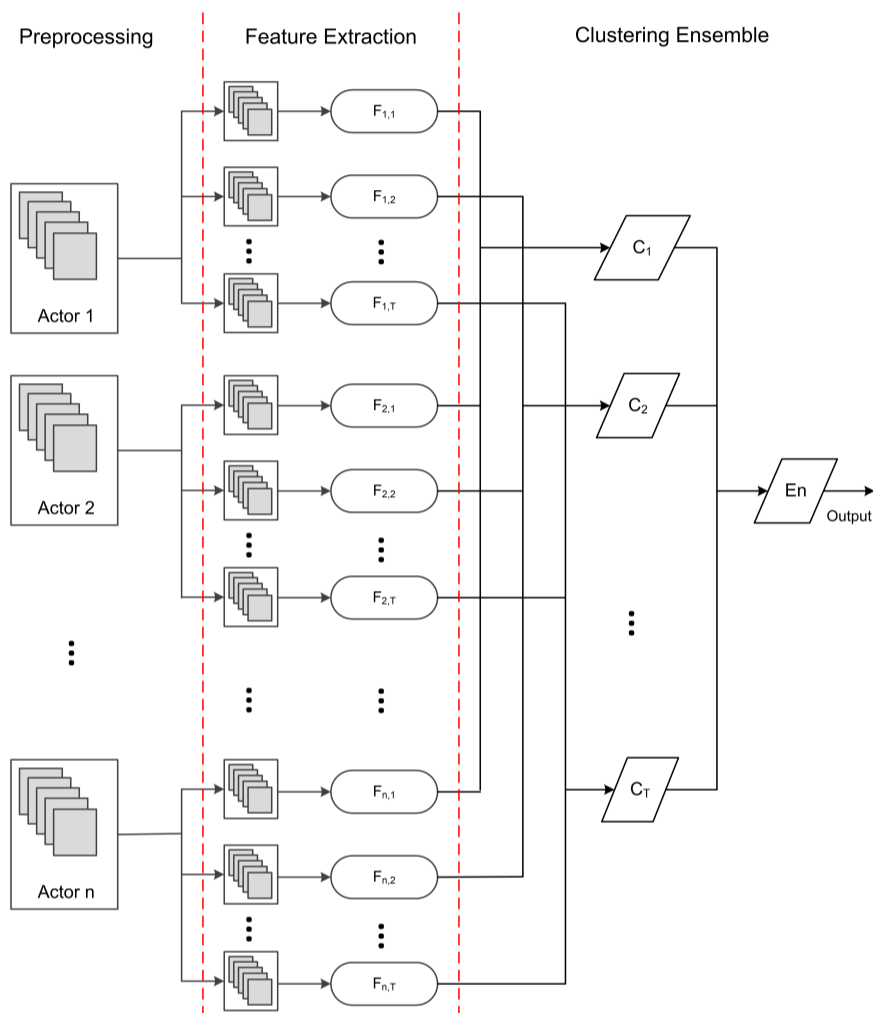 Preprocessing
Feature Extraction
Clustering Ensemble
F1,1
F1,2
C1
F1,T
Actor 1
F2,1
C2
F2,2
En
Actor 2
Output
F2,T
Fn,1
CT
Fn,2
Actor n
Fn,T